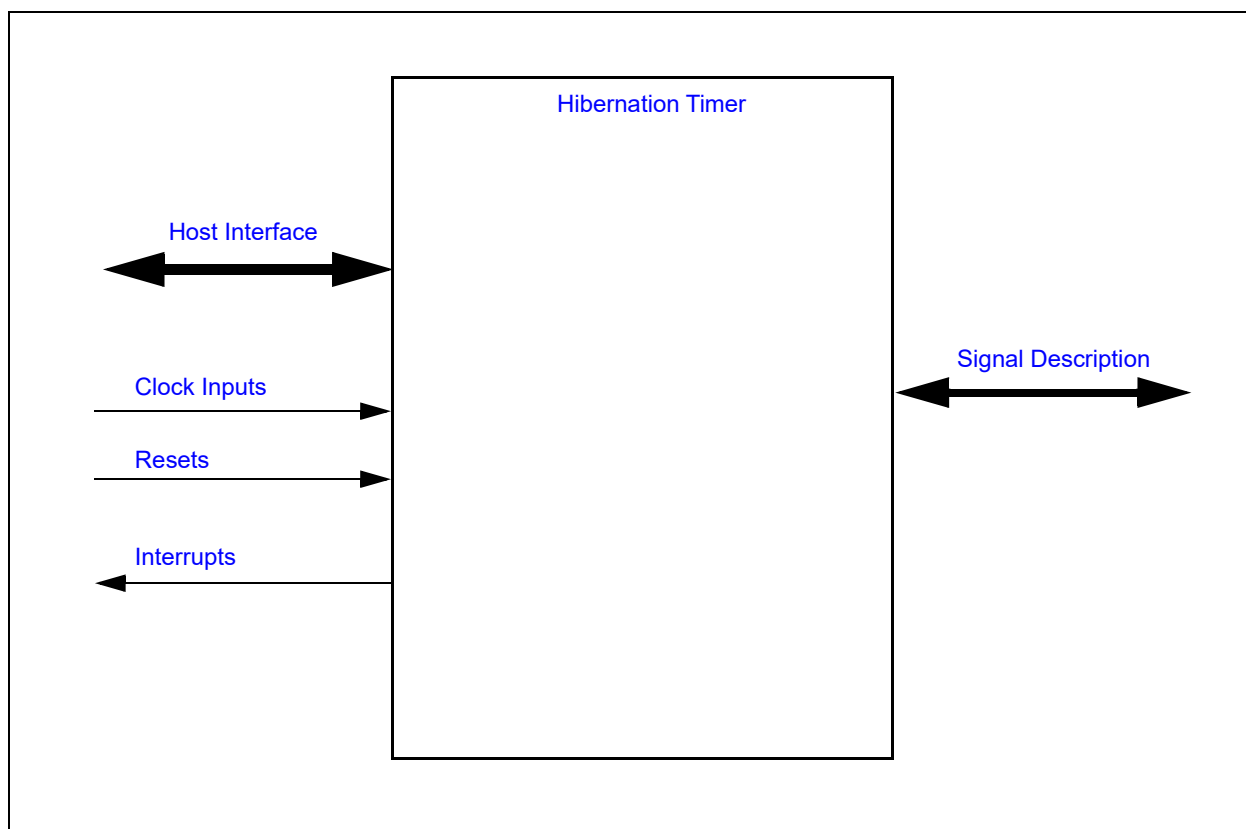 Hibernation Timer
Host Interface
Signal Description
Clock Inputs
Resets
Interrupts